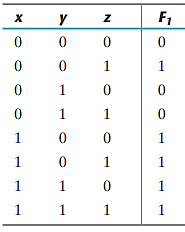 x y z F1
0 0 0 0
0 0 1 1
0 1 0 0
0 1 1 0
1 0 0 1
1 0 1 1
1 1 0 1
1 1 1 1